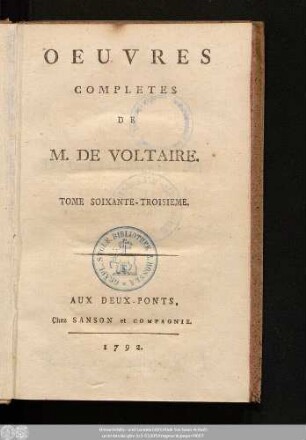 OEUVRES
COMPLETES
DE
M. DE VOLTAIRE.
TOME SOIXANTE-TROISIEME.
AUX DEUX-PONTS,
Chez SANSON et COMPAGNIE.
1792.